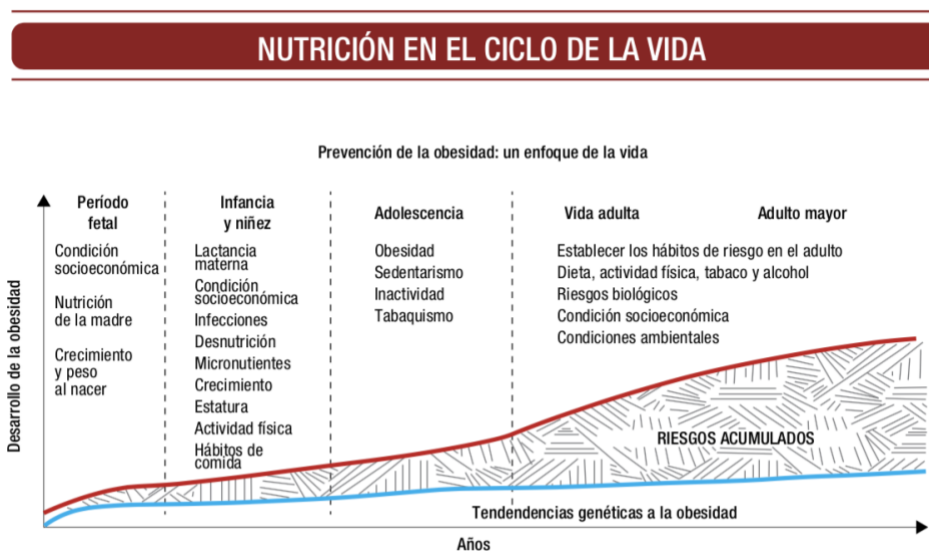 NUTRICIÓN EN EL CICLO DE LA VIDA
Prevención de la obesidad: un enfoque de la vida
Desarrollo de la obesidad
Período
fetal
Condición
socioeconómica
Nutrición
de la madre
Crecimiento
y peso
al nacer
Infancia
y niñez
Lactancia
materna
Condición
socioeconómica
Infecciones
Desnutrición
Micronutientes
Crecimiento
Estatura
Actividad física
Hábitos de
comida
Adolescencia
Obesidad
Sedentarismo
Inactividad
Tabaquismo
Vida adulta
Adulto mayor
Establecer los hábitos de riesgo en el adulto
Dieta, actividad física, tabaco y alcohol
Riesgos biológicos
Condición socioeconómica
Condiciones ambientales
RIESGOS ACUMULADOS
Tendendencias genéticas a la obesidad
Años